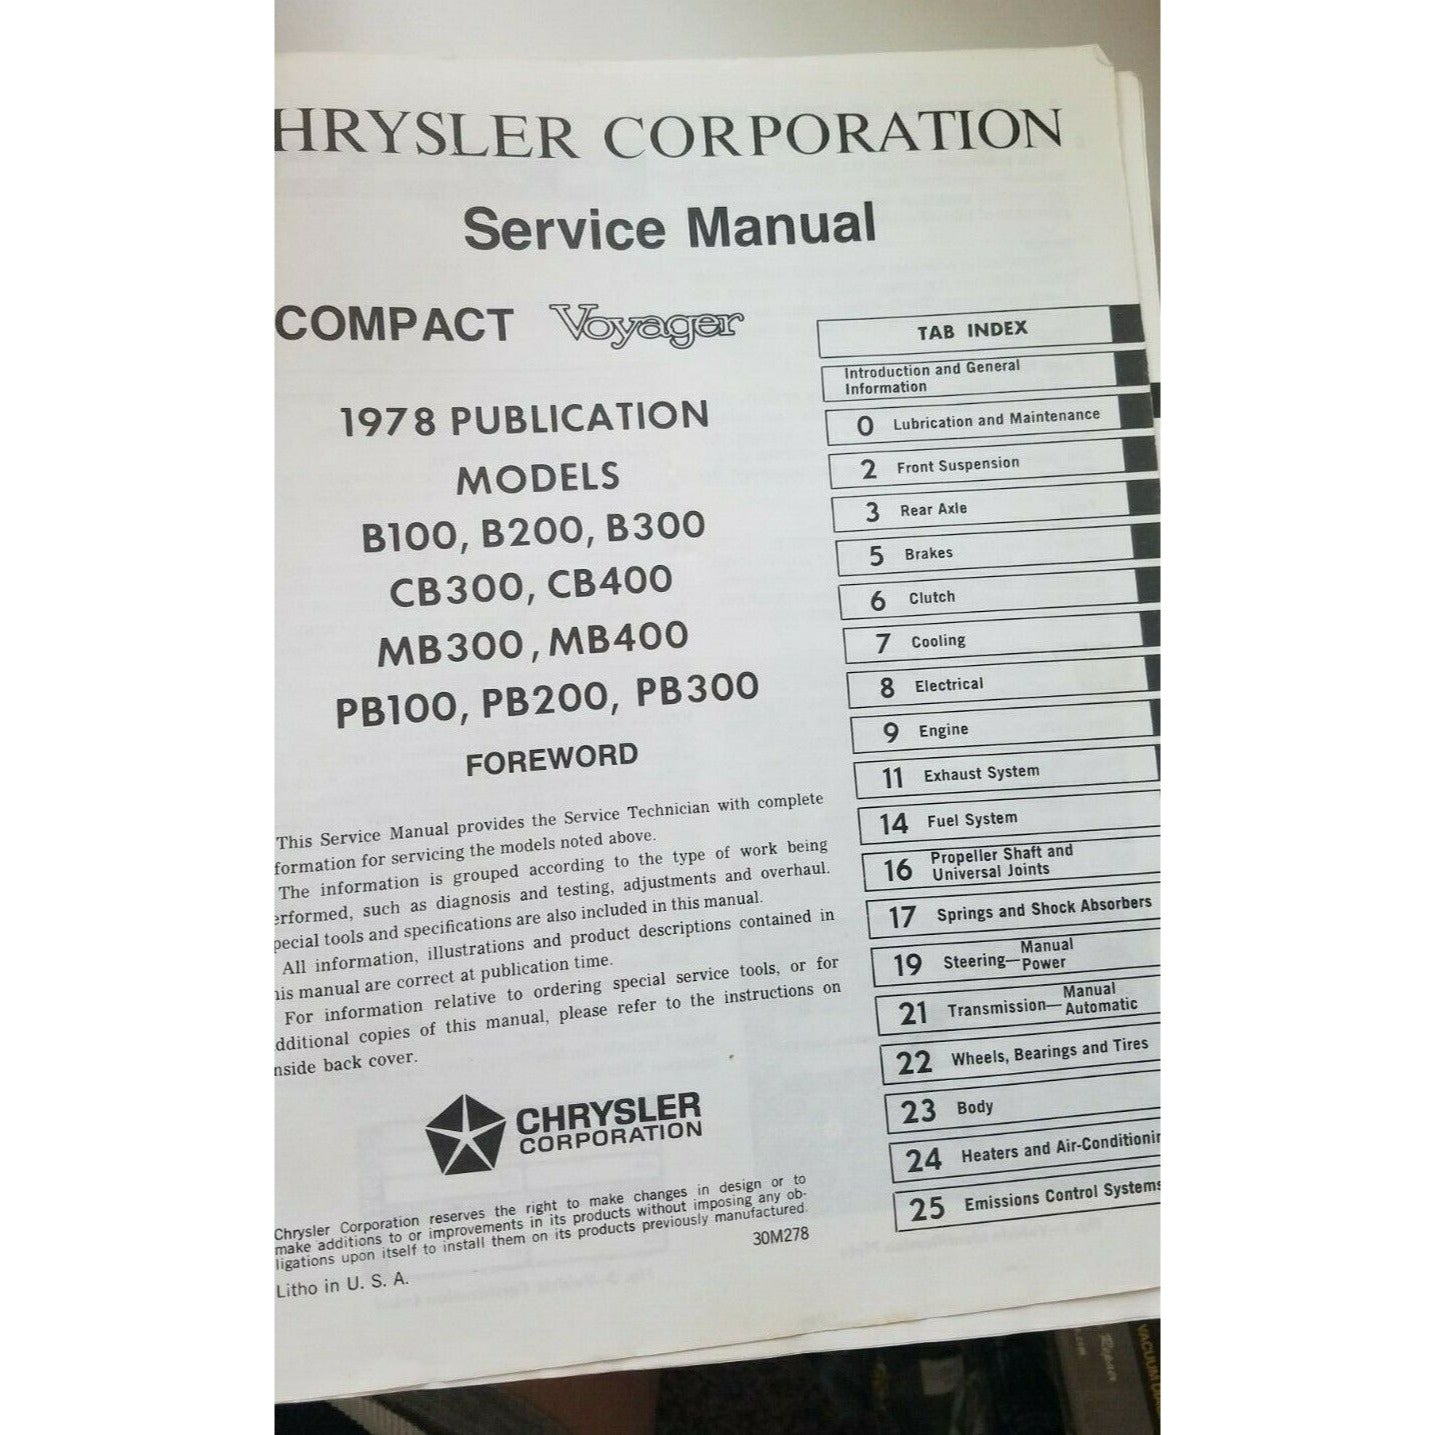 HRYSLER CORPORATION
Service Manual
COMPACT Voyager
1978 PUBLICATION
MODELS
B100, B200, B300
CB300, CB400
MB300, MB400
PB100, PB200, PB300
FOREWORD
This Service Manual provides the Service Technician with complete
formation for servicing the models noted above.
The information is grouped according to the type of work being
erformed, such as diagnosis and testing, adjustments and overhaul.
pecial tools and specifications are also included in this manual.
All information, illustrations and product descriptions contained in
his manual are correct at publication time.
For information relative to ordering special service tools, or for
dditional copies of this manual, please refer to the instructions on
nside back cover.
CHRYSLER
CORPORATION
Chrysler Corporation reserves the right to make changes in design or to
make additions to or improvements in its products without imposing any ob-
ligations upon itself to install them on its products previously manufactured.
30M278
Litho in U. S. A.
TAB INDEX
Introduction and General
Information
0 Lubrication and Maintenance
2 Front Suspension
3 Rear Axle
5 Brakes
6 Clutch
7 Cooling
8 Electrical
9 Engine
11 Exhaust System
14 Fuel System
16 Propeller Shaft and
Universal Joints
17 Springs and Shock Absorbers
19 Steering—Manual
Power
21 Transmission—Manual
Automatic
22 Wheels, Bearings and Tires
23 Body
24 Heaters and Air-Conditionin
25 Emissions Control Systems
Repair
VACUUM